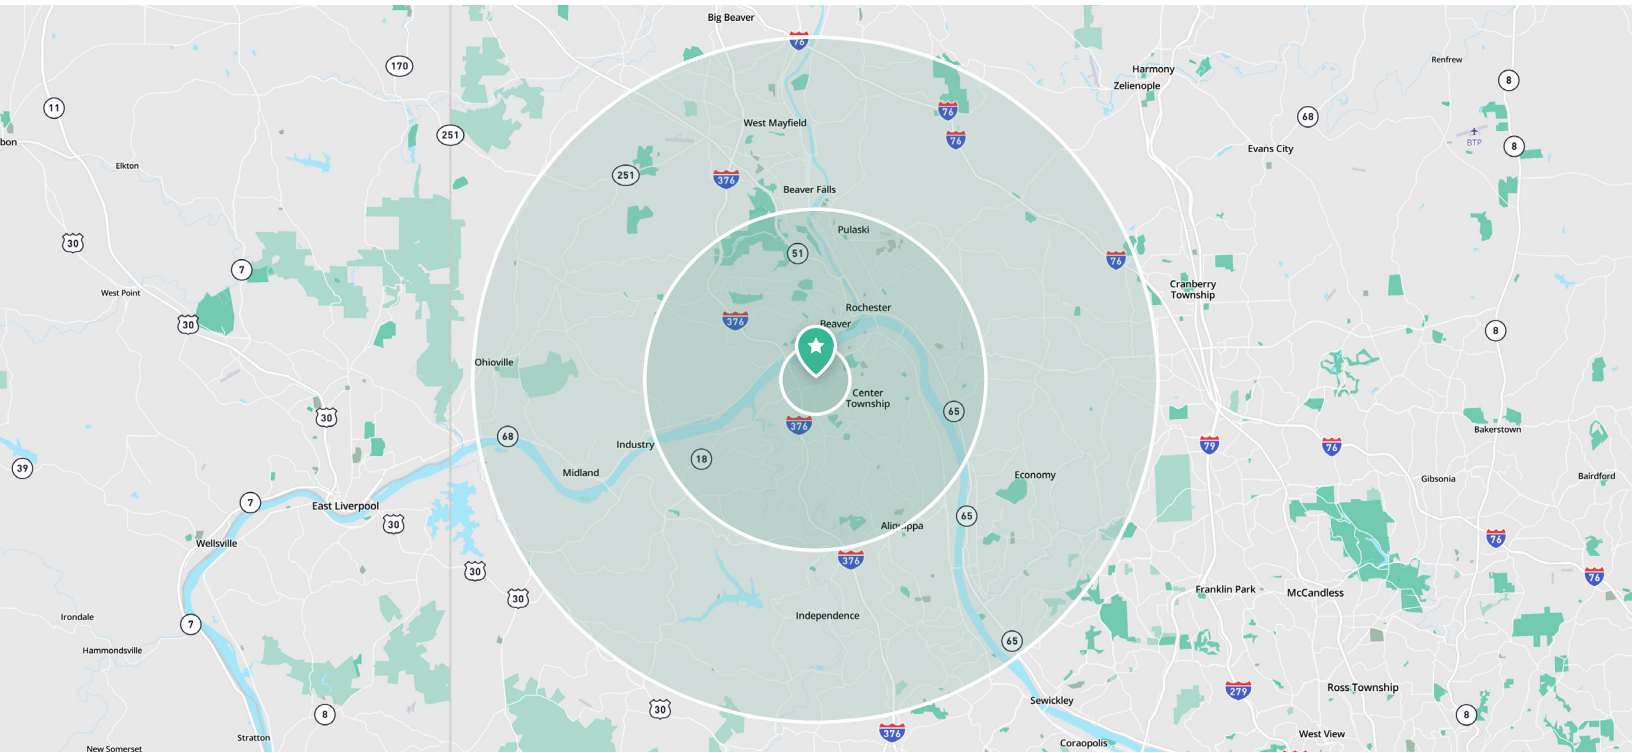 Big Beaver
76
170
Harmony
Renfrew
Zelienople
8
11
76
68
West Mayfield
251
76
BTP
8
bon
Evans City
Elkton
251
376
Beaver Falls
Pulaski
30
51
76
7
Cranberry
Township
West Point
Rochester
376
Beaver
30
8
Ohioville
Center
Township
65
30
376
Bakerstown
68
Industry
79
76
18
39
Midland
Economy
Gibsonia
Bairdford
7
East Liverpool
30
65
Aliquippa
Wellsville
76
376
30
76
30
Franklin Park
McCandless
Irondale
Independence
7
65
Hammondsville
279
Ross Township
Sewickley
30
8
8
Stratton
376
West View
Coraopolis
New Somerset